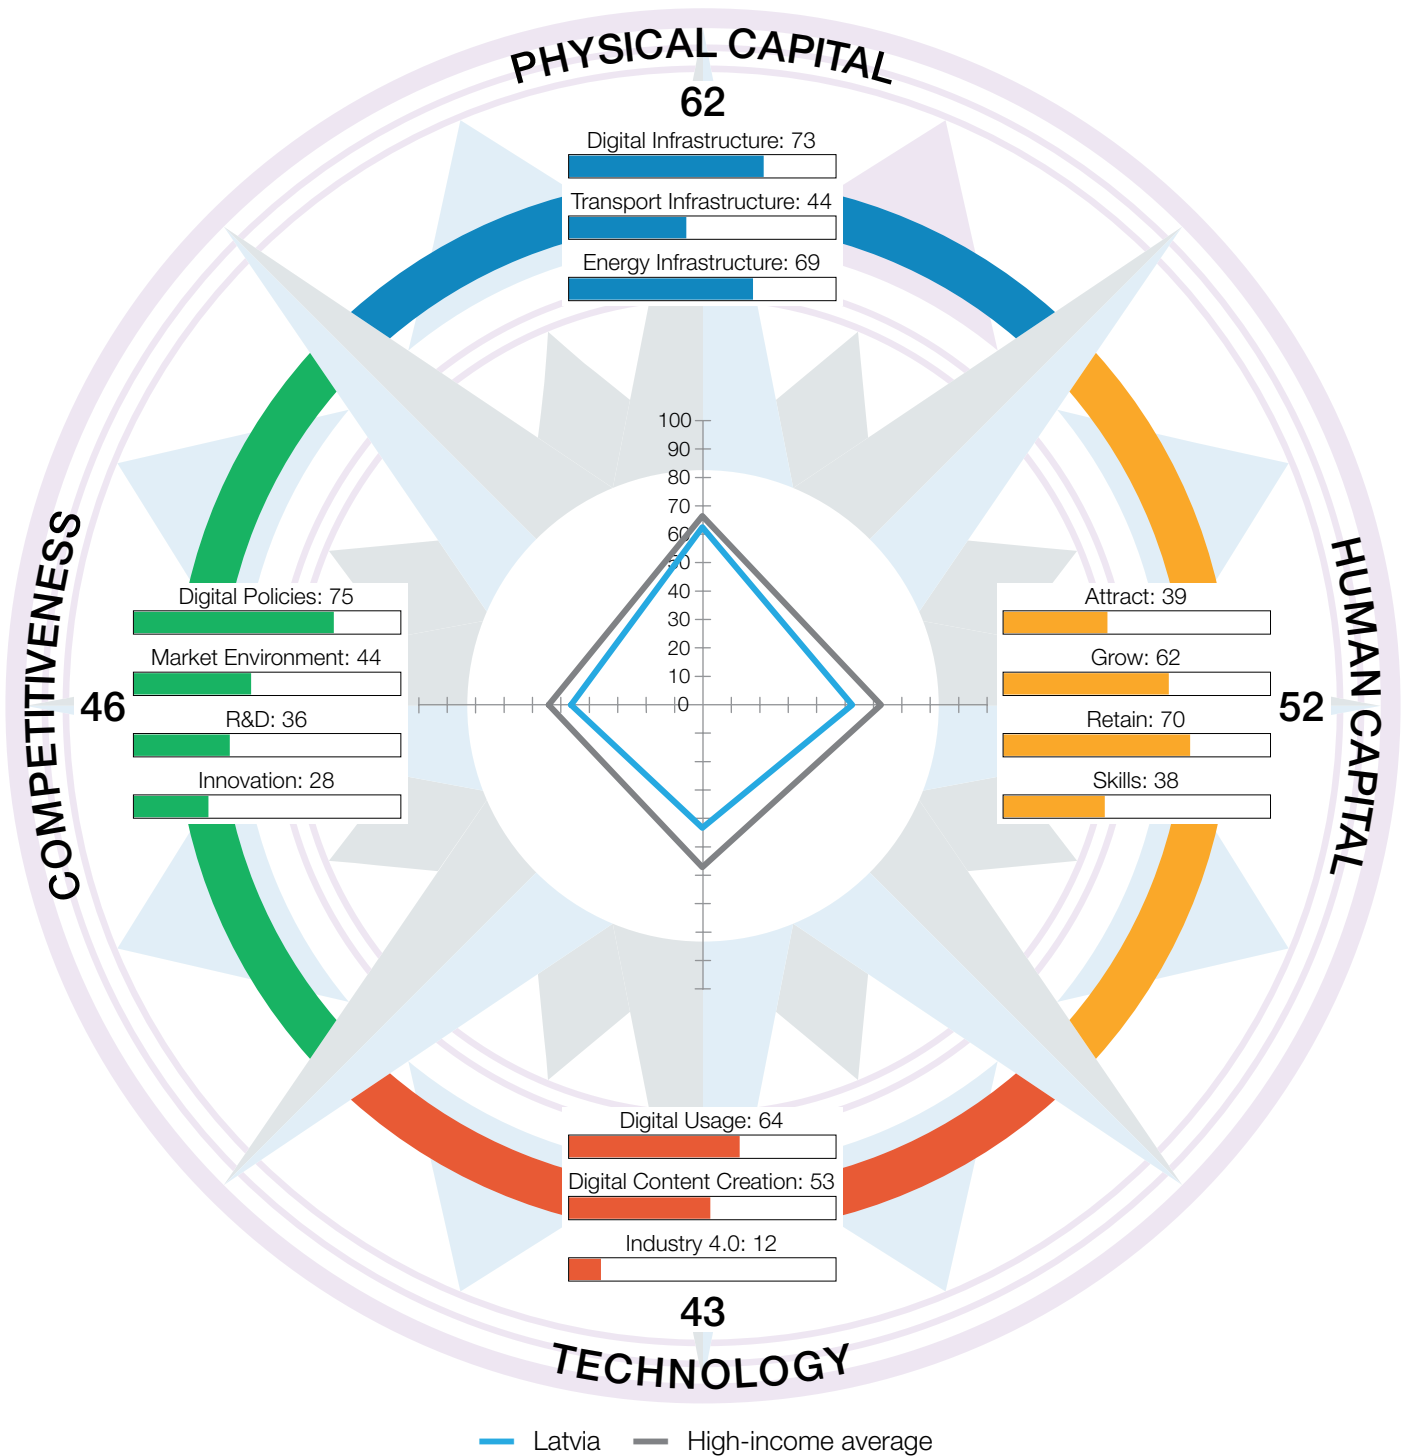 PHYSICAL CAPITAL
62
Digital Infrastructure: 73
Transport Infrastructure: 44
Energy Infrastructure: 69
100
90
80
70
60
50
40
30
20
10
0
COMPETITIVENESS
46
Digital Policies: 75
Market Environment: 44
R&D: 36
Innovation: 28
HUMAN CAPITAL
52
Attract: 39
Grow: 62
Retain: 70
Skills: 38
Digital Usage: 64
Digital Content Creation: 53
Industry 4.0: 12
43
TECHNOLOGY
Latvia
High-income average